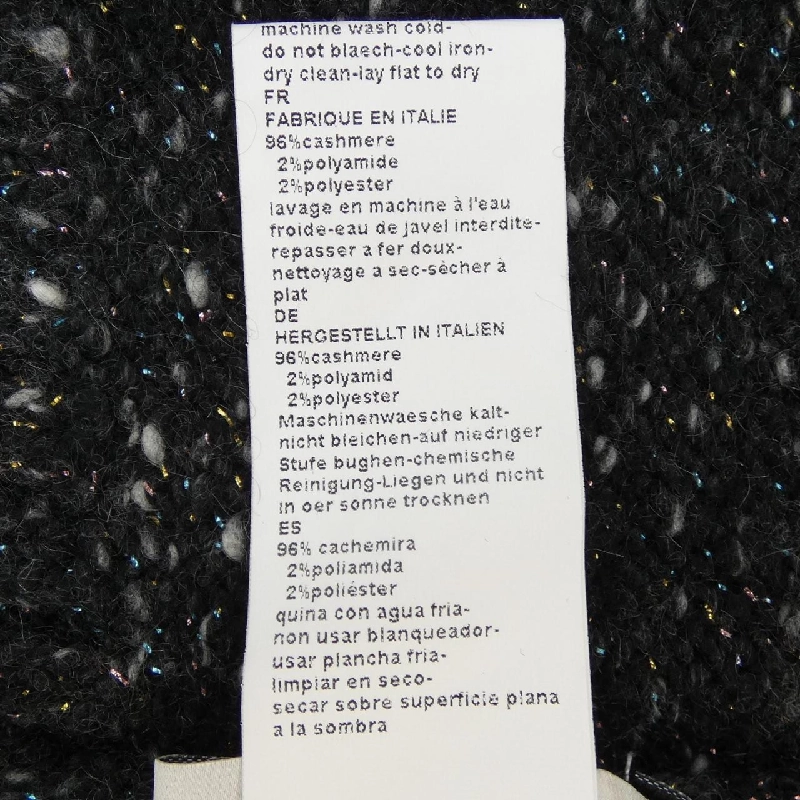 machine wash cold-
do not blaech-cool iron-
dry clean-lay flat to dry
FR
FABRIQUE EN ITALIE
96%cashmere
2%polyamide
2%polyester
lavage en machine à l'eau
froide-eau de javel interdite-
repasser a fer doux-
nettoyage a sec-sècher à
plat
DE
HERGESTELLT IN ITALIEN
96%cashmere
2%polyamid
2%polyester
Maschinenwaesche kalt-
nicht bleichen-auf niedriger
Stufe bughen-chemische
Reinigung-Liegen und nicht
in oer sonne trocknen
ES
96% cachemira
2%poliamida
2%poliéster
quina con agua fria-
non usar blanqueador-
usar plancha fria-
limpiar en seco-
secar sobre superficie plana
a la sombra